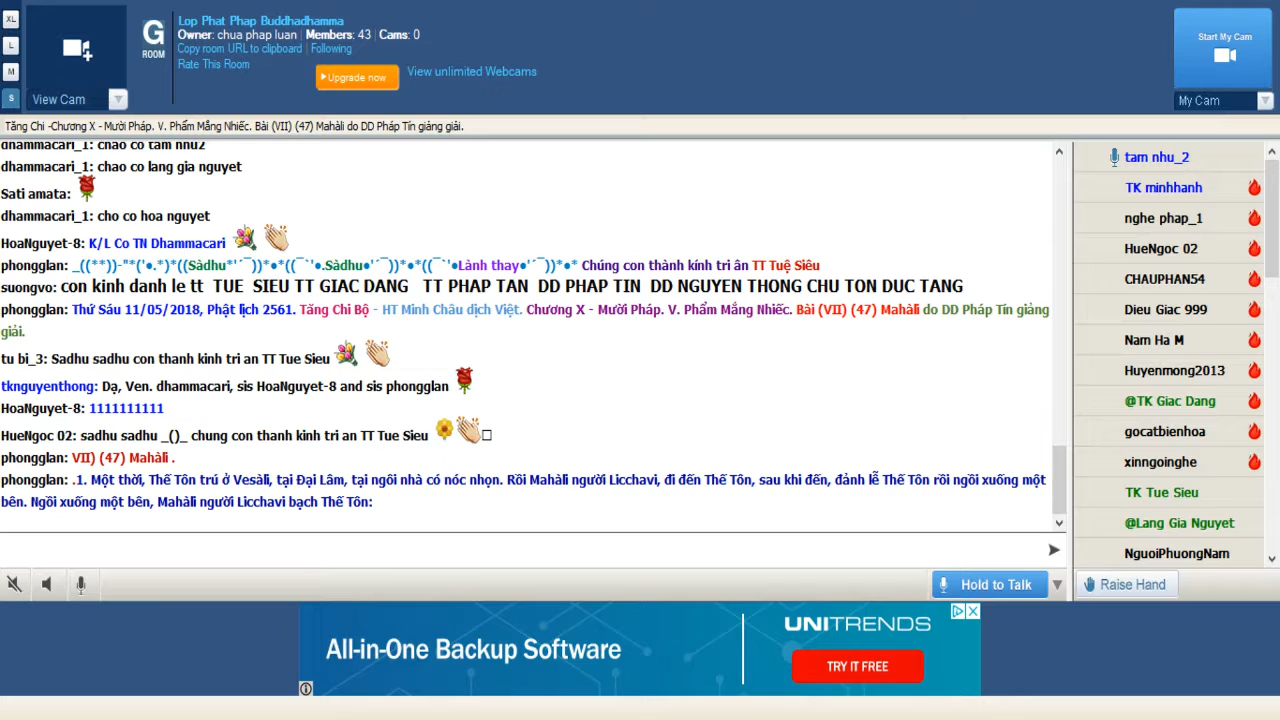 XL
L
M
S
View Cam
G
ROOM
Lop Phat Phap Buddhadhamma
Owner: chua phap luan | Members: 43 | Cams: 0
Copy room URL to clipboard | Following
Rate This Room
Upgrade now
View unlimited Webcams
Start My Cam
My Cam
Tăng Chi -Chương X - Mười Pháp. V. Phẩm Mắng Nhiếc. Bài (VII) (47) Mahàli do DD Pháp Tín giảng giải.
dhammacari_1: chao co tam nhu2
dhammacari_1: chao co lang gia nguyet
Sati amata:
dhammacari_1: cho co hoa nguyet
HoaNguyet-8: K/L Co TN Dhammacari
phongglan: _((**))-"*('•.*)*((Sàdhu*'´¯))*•*((¯`'•.Sàdhu•'´¯))*•*((¯`'•Lành thay•'´¯))*•* Chúng con thành kính tri ân TT Tuệ Siêu
suongvo: con kinh danh le tt TUE SIEU TT GIAC DANG TT PHAP TAN DD PHAP TIN DD NGUYEN THONG CHU TON DUC TANG
phongglan: Thứ Sáu 11/05/2018, Phật lịch 2561. Tăng Chi Bộ - HT Minh Châu dịch Việt. Chương X - Mười Pháp. V. Phẩm Mắng Nhiếc. Bài (VII) (47) Mahàli do DD Pháp Tín giảng
giải.
tu bi_3: Sadhu sadhu con thanh kinh tri an TT Tue Sieu
tknguyenthong: Dạ, Ven. dhammacari, sis HoaNguyet-8 and sis phongglan
HoaNguyet-8: 1111111111
HueNgoc 02: sadhu sadhu _()_ chung con thanh kinh tri an TT Tue Sieu
phongglan: VII) (47) Mahàli .
phongglan: .1. Một thời, Thế Tôn trú ở Vesàli, tại Đại Lâm, tại ngôi nhà có nóc nhọn. Rồi Mahàli người Licchavi, đi đến Thế Tôn, sau khi đến, đảnh lễ Thế Tôn rồi ngồi xuống một
bên. Ngồi xuống một bên, Mahàli người Licchavi bạch Thế Tôn:
tam nhu_2
TK minhhanh
nghe phap_1
HueNgoc 02
CHAUPHAN54
Dieu Giac 999
Nam Ha M
Huyenmong2013
@TK Giac Dang
gocatbienhoa
xinngoinghe
TK Tue Sieu
@Lang Gia Nguyet
NguoiPhuongNam
Hold to Talk
Raise Hand
All-in-One Backup Software
UNITRENDS
TRY IT FREE